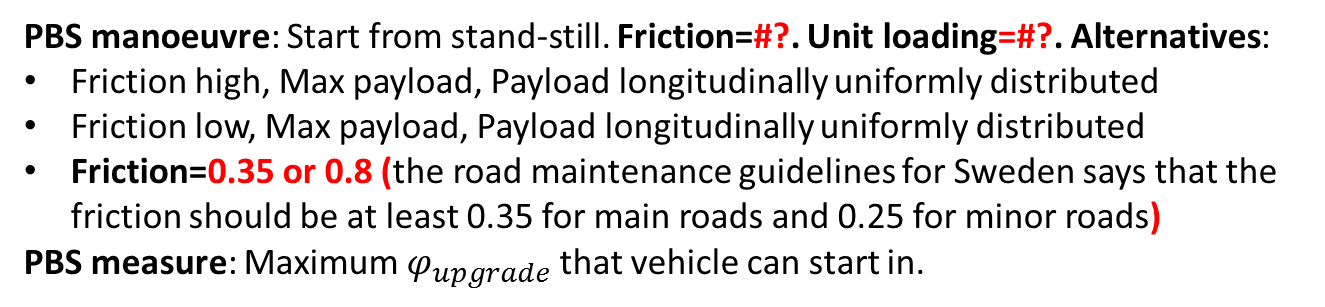 PBS manoeuvre: Start from stand-still. Friction=#?. Unit loading=#?. Alternatives:
• Friction high, Max payload, Payload longitudinally uniformly distributed
• Friction low, Max payload, Payload longitudinally uniformly distributed
• Friction=0.35 or 0.8 (the road maintenance guidelines for Sweden says that the
friction should be at least 0.35 for main roads and 0.25 for minor roads)
PBS measure: Maximum 𝜑𝑢𝑝𝑔𝑟𝑎𝑑𝑒 that vehicle can start in.